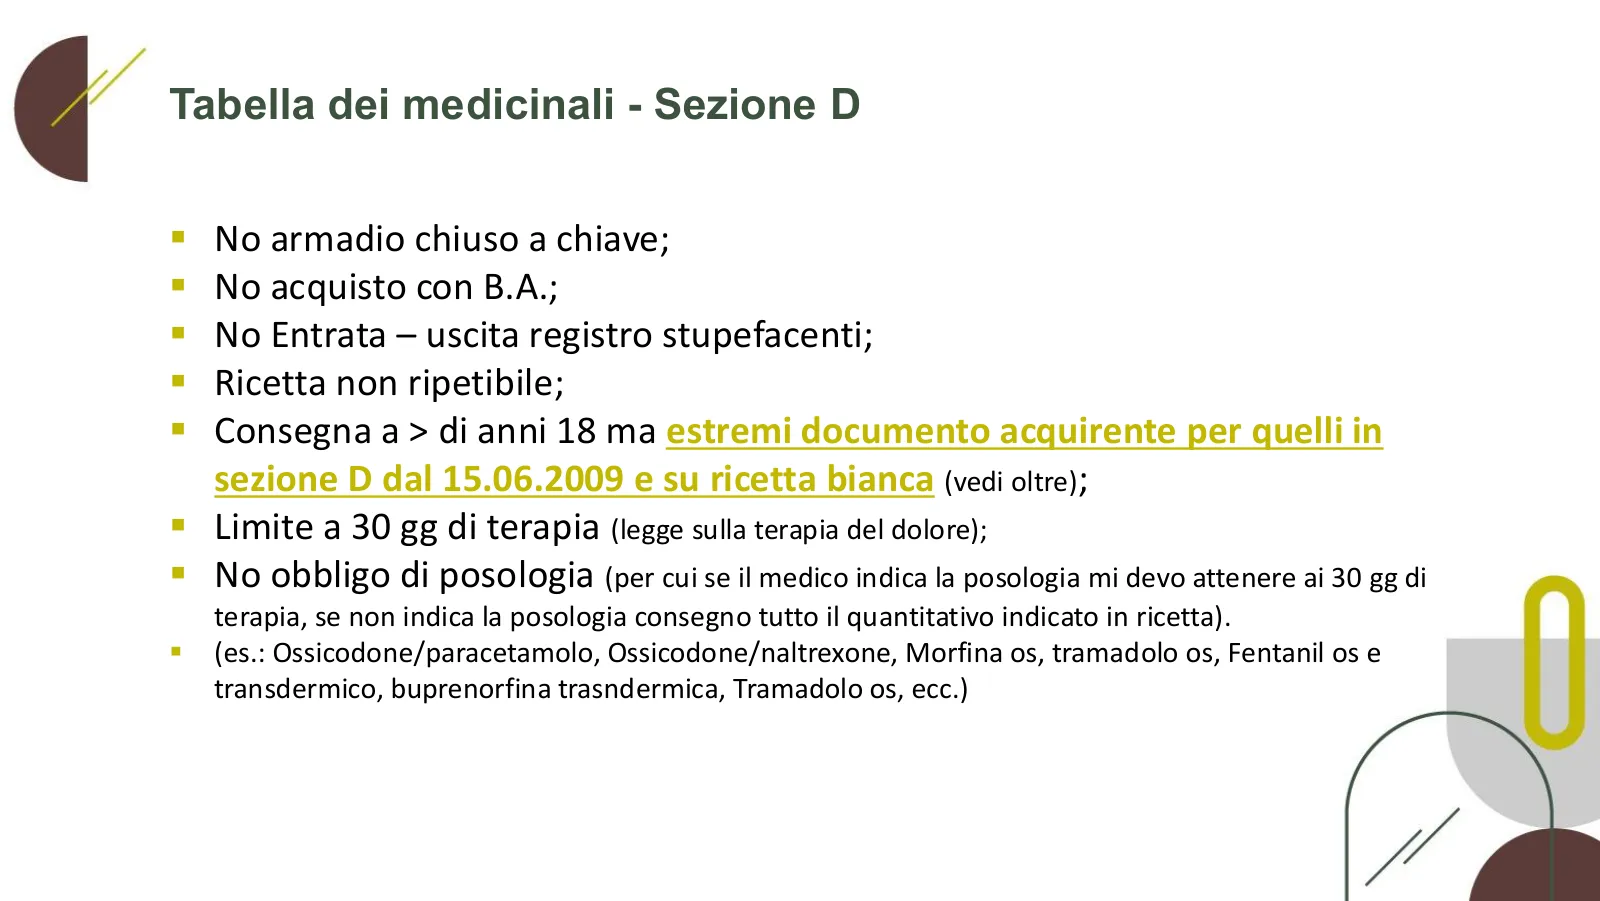 Tabella dei medicinali - Sezione D
No armadio chiuso a chiave;
No acquisto con B.A.;
No Entrata – uscita registro stupefacenti;
Ricetta non ripetibile;
Consegna a > di anni 18 ma estremi documento acquirente per quelli in
sezione D dal 15.06.2009 e su ricetta bianca (vedi oltre);
Limite a 30 gg di terapia (legge sulla terapia del dolore);
No obbligo di posologia (per cui se il medico indica la posologia mi devo attenere ai 30 gg di
terapia, se non indica la posologia consegno tutto il quantitativo indicato in ricetta).
(es.: Ossicodone/paracetamolo, Ossicodone/naltrexone, Morfina os, tramadolo os, Fentanil os e
transdermico, buprenorfina trasndermica, Tramadolo os, ecc.)